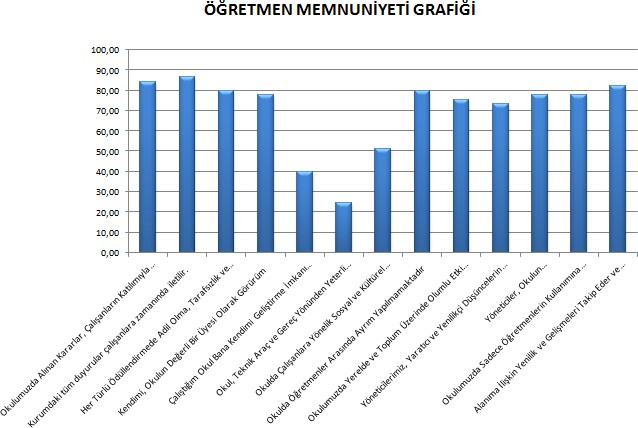 ÖĞRETMEN MEMNUNİYETİ GRAFİĞİ
100,00
90,00
80,00
70,00
60,00
50,00
40,00
30,00
20,00
10,00
0,00
Okulumuzda Alınan Kararlar, Çalışanların Katılımıyla...
Kurumdaki tüm duyurular çalışanlara zamanında iletilir.
Her Türlü Ödüllendirmede Adil Olma, Tarafsızlık ve...
Kendimi, Okulun Değerli Bir Üyesi Olarak Görürüm
Çalıştığım Okul Bana Kendimi Geliştirme İmkanı...
Okul, Teknik Araç ve Gereç Yönünden Yeterli...
Okulda Çalışanlara Yönelik Sosyal ve Kültürel...
Okulda Öğretmenler Arasında Ayrım Yapılmamaktadır
Okulumuzda Yerelde ve Toplum Üzerinde Olumlu Etki...
Yöneticilerimiz, Yaratıcı ve Yenilikçi Düşüncelerin...
Yöneticiler, Okulun...
Okulumuzda Sadece Öğretmenlerin Kullanımına...
Alanıma İlişkin Yenilik ve Gelişmeleri Takip Eder ve...